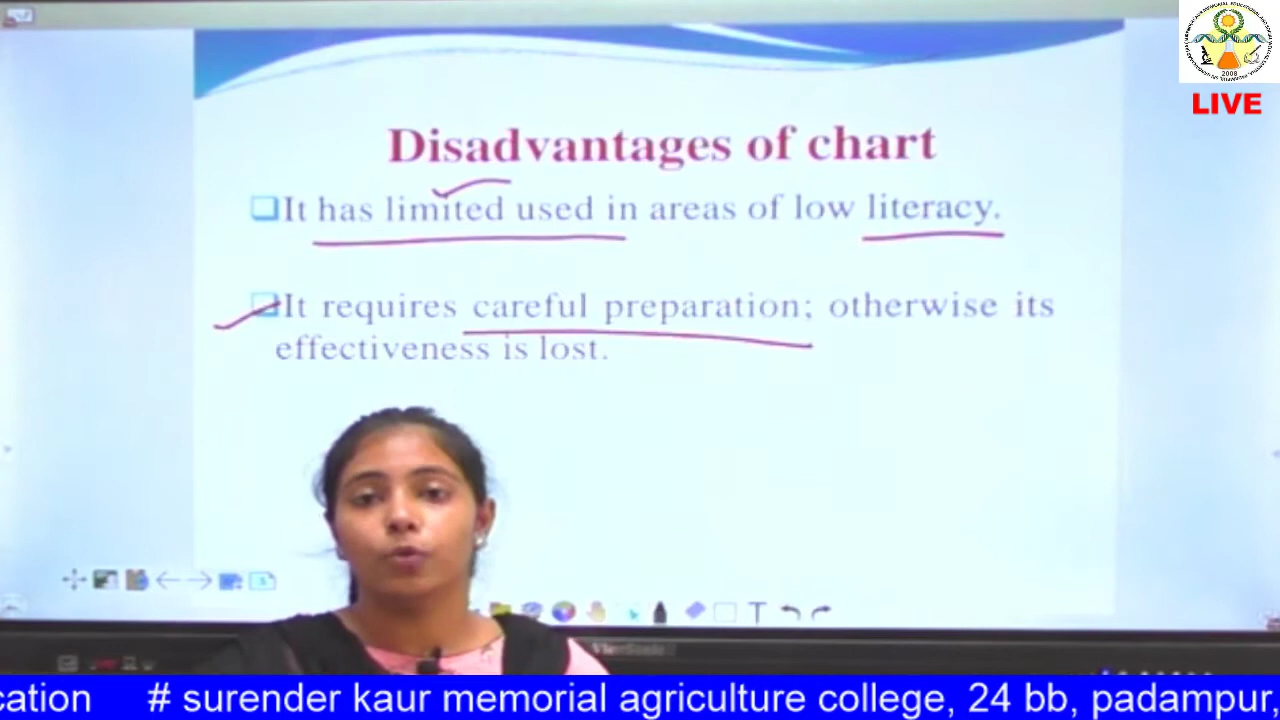 LIVE
Disadvantages of chart
It has limited used in areas of low literacy.
It requires careful preparation; otherwise its
effectiveness is lost.
T
ViewSonic
cation # surender kaur memorial agriculture college, 24 bb, padampur,
2008